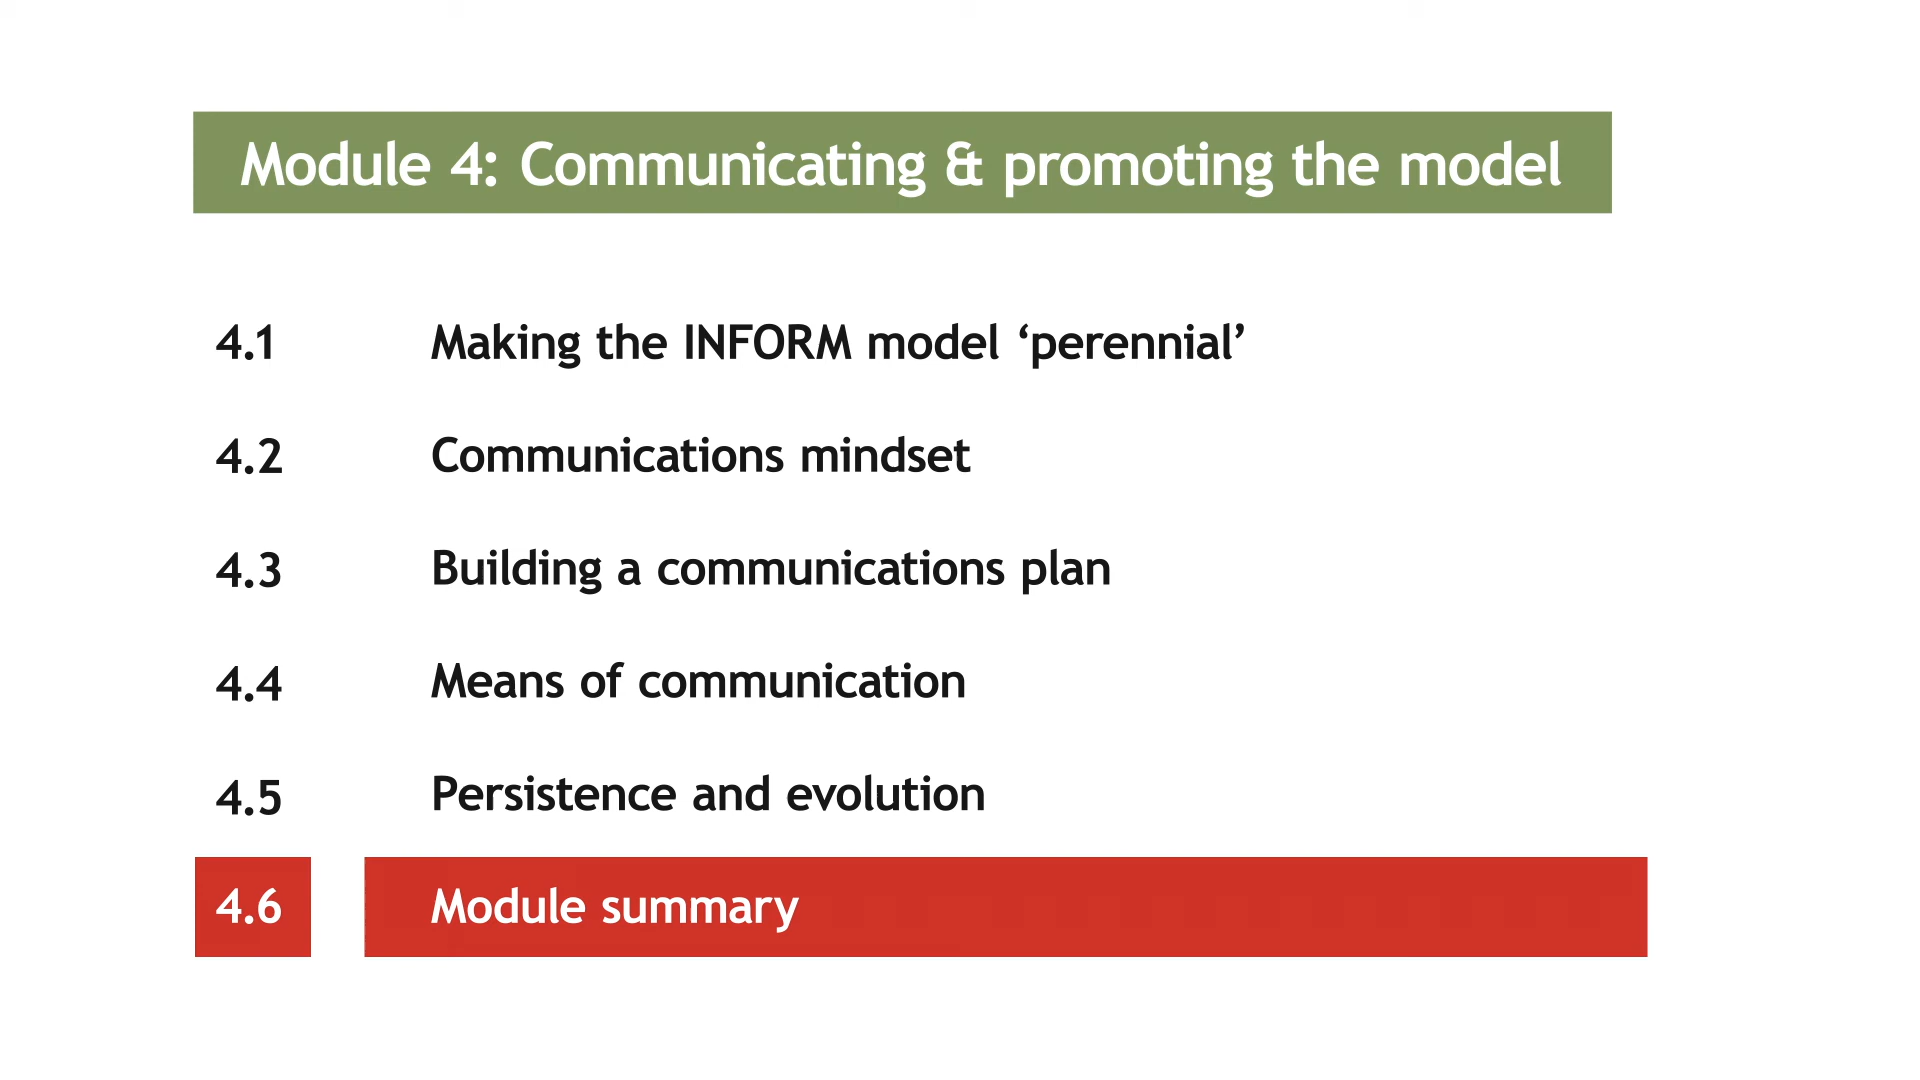 Module 4: Communicating & promoting the model
4.1 Making the INFORM model ‘perennial’
4.2 Communications mindset
4.3 Building a communications plan
4.4 Means of communication
4.5 Persistence and evolution
4.6 Module summary